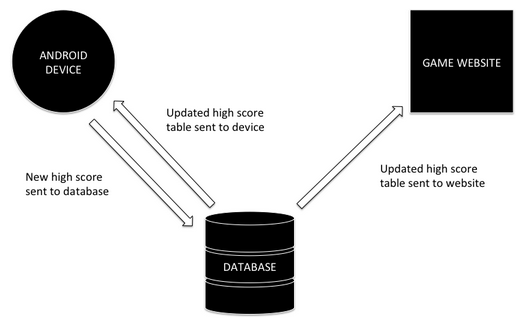 ANDROID
DEVICE
GAME WEBSITE
Updated high score
table sent to device
New high score
sent to database
Updated high score
table sent to website
DATABASE